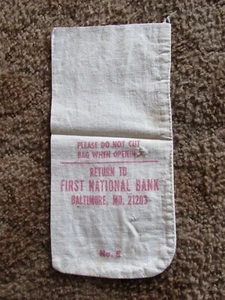 PLEASE DO NOT CUT
BAG WHEN OPENING
RETURN TO
FIRST NATIONAL BANK
BALTIMORE, MD. 21203
No. 2